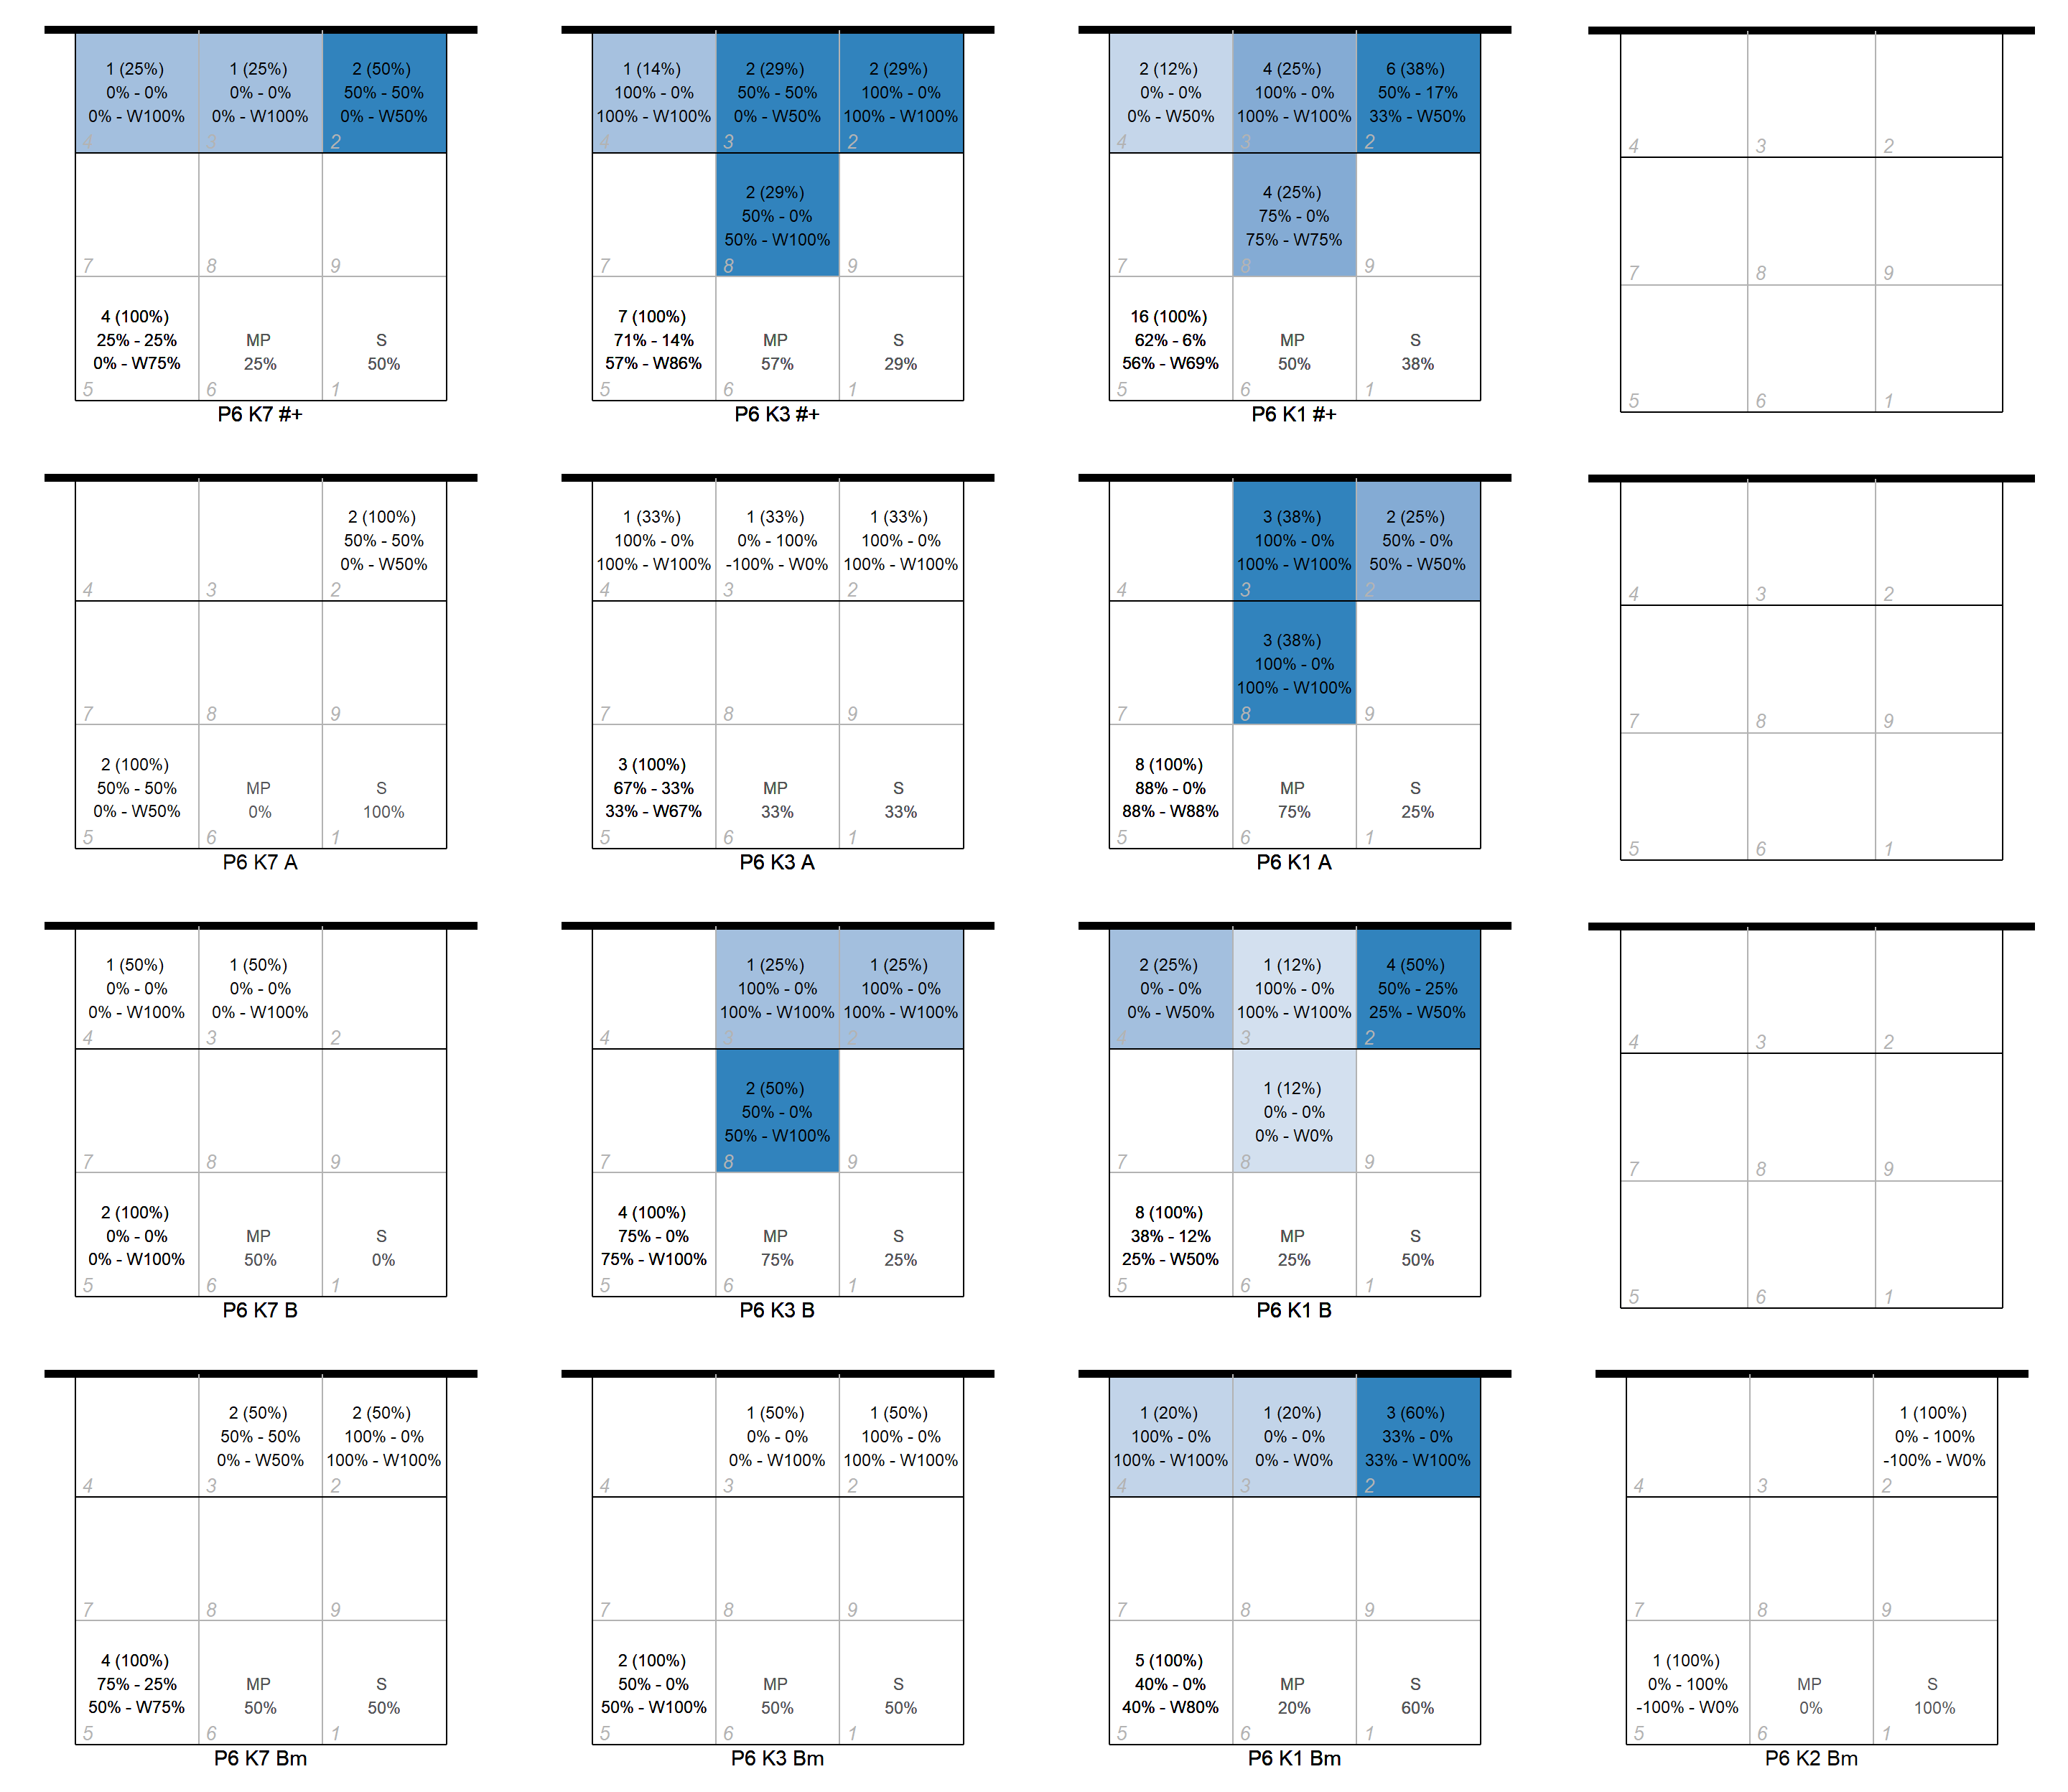 1 (25%)
0% - 0%
0% - W100%
4
1 (25%)
0% - 0%
0% - W100%
3
2 (50%)
50% - 50%
0% - W50%
2
7
8
9
4 (100%)
25% - 25%
0% - W75%
5
MP
25%
6
S
50%
1
P6 K7 #+
1 (14%)
100% - 0%
100% - W100%
4
2 (29%)
50% - 50%
0% - W50%
3
2 (29%)
100% - 0%
100% - W100%
2
7
2 (29%)
50% - 0%
50% - W100%
8
9
7 (100%)
71% - 14%
57% - W86%
5
MP
57%
6
S
29%
1
P6 K3 #+
2 (12%)
0% - 0%
0% - W50%
4
4 (25%)
100% - 0%
100% - W100%
3
6 (38%)
50% - 17%
33% - W50%
2
7
4 (25%)
75% - 0%
75% - W75%
8
9
16 (100%)
62% - 6%
56% - W69%
5
MP
50%
6
S
38%
1
P6 K1 #+
4
3
2
7
8
9
5
6
1
4
3
2 (100%)
50% - 50%
0% - W50%
2
7
8
9
2 (100%)
50% - 50%
0% - W50%
5
MP
0%
6
S
100%
1
P6 K7 A
1 (33%)
100% - 0%
100% - W100%
4
1 (33%)
0% - 100%
-100% - W0%
3
1 (33%)
100% - 0%
100% - W100%
2
7
8
9
3 (100%)
67% - 33%
33% - W67%
5
MP
33%
6
S
33%
1
P6 K3 A
4
3 (38%)
100% - 0%
100% - W100%
3
2 (25%)
50% - 0%
50% - W50%
2
7
3 (38%)
100% - 0%
100% - W100%
8
9
8 (100%)
88% - 0%
88% - W88%
5
MP
75%
6
S
25%
1
P6 K1 A
4
3
2
7
8
9
5
6
1
1 (50%)
0% - 0%
0% - W100%
4
1 (50%)
0% - 0%
0% - W100%
3
2
7
8
9
2 (100%)
0% - 0%
0% - W100%
5
MP
50%
6
S
0%
1
P6 K7 B
4
1 (25%)
100% - 0%
100% - W100%
3
1 (25%)
100% - 0%
100% - W100%
2
7
2 (50%)
50% - 0%
50% - W100%
8
9
4 (100%)
75% - 0%
75% - W100%
5
MP
75%
6
S
25%
1
P6 K3 B
2 (25%)
0% - 0%
0% - W50%
4
1 (12%)
100% - 0%
100% - W100%
3
4 (50%)
50% - 25%
25% - W50%
2
7
1 (12%)
0% - 0%
0% - W0%
8
9
8 (100%)
38% - 12%
25% - W50%
5
MP
25%
6
S
50%
1
P6 K1 B
4
3
2
7
8
9
5
6
1
4
2 (50%)
50% - 50%
0% - W50%
3
2 (50%)
100% - 0%
100% - W100%
2
7
8
9
4 (100%)
75% - 25%
50% - W75%
5
MP
50%
6
S
50%
1
P6 K7 Bm
4
1 (50%)
0% - 0%
0% - W100%
3
1 (50%)
100% - 0%
100% - W100%
2
7
8
9
2 (100%)
50% - 0%
50% - W100%
5
MP
50%
6
S
50%
1
P6 K3 Bm
1 (20%)
100% - 0%
100% - W100%
4
1 (20%)
0% - 0%
0% - W0%
3
3 (60%)
33% - 0%
33% - W100%
2
7
8
9
5 (100%)
40% - 0%
40% - W80%
5
MP
20%
6
S
60%
1
P6 K1 Bm
4
3
1 (100%)
0% - 100%
-100% - W0%
2
7
8
9
1 (100%)
0% - 100%
-100% - W0%
5
MP
0%
6
S
100%
1
P6 K2 Bm